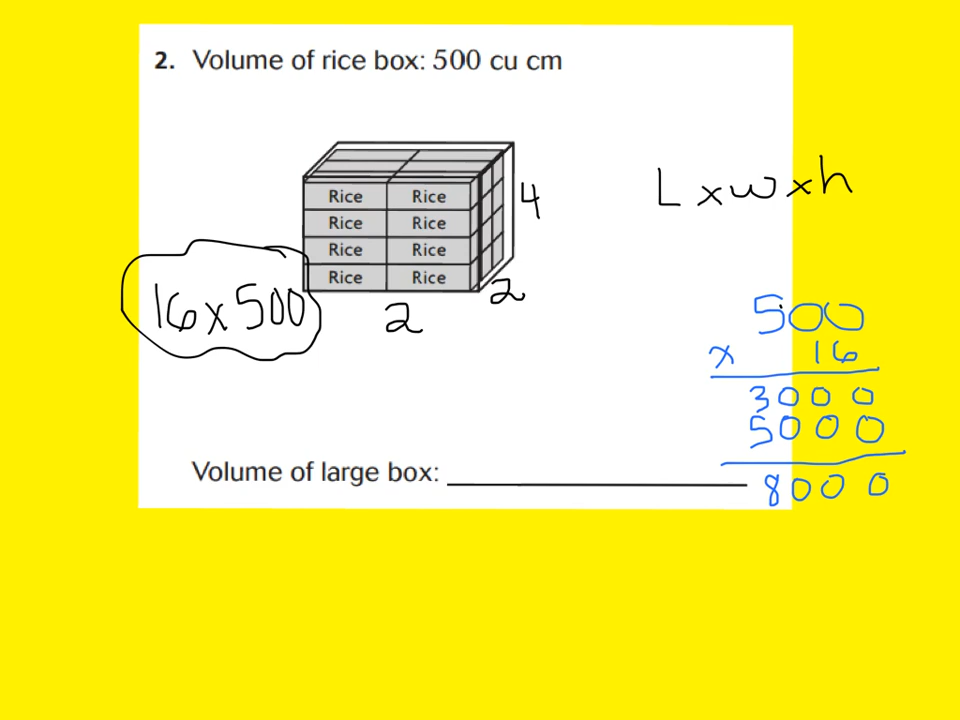 2. Volume of rice box: 500 cu cm
L x w x h
Rice Rice 4
Rice Rice
Rice Rice
Rice Rice
16 x 500
2
2
500
x 16
3000
5000
8000
Volume of large box: